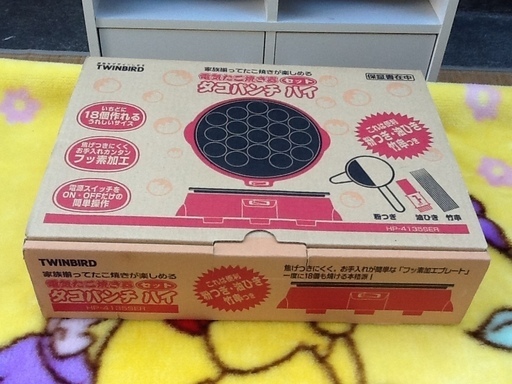 TWINBIRD
家族揃ってたこ焼きが楽しめる
電気たこ焼き器 セット
タコパンチ パイ
保証書在中
いちどに
18個作れる
うれしいサイズ
焦げつきにくく
お手入れカンタン
フッ素加工
電源スイッチを
ON・OFFだけの
簡単操作
これは便利
粉つぎ・油ひき
竹串つき
粉つぎ
油ひき
竹串
HP-4135SER
TWINBIRD
家族揃ってたこ焼きが楽しめる
電気たこ焼き器 セット
タコパンチ パイ
HP-4135SER
これは便利
粉つぎ・油ひき
竹串つき
焦げつきにくく、お手入れが簡単な「フッ素加工プレート」
一度に18個も焼ける本格派!